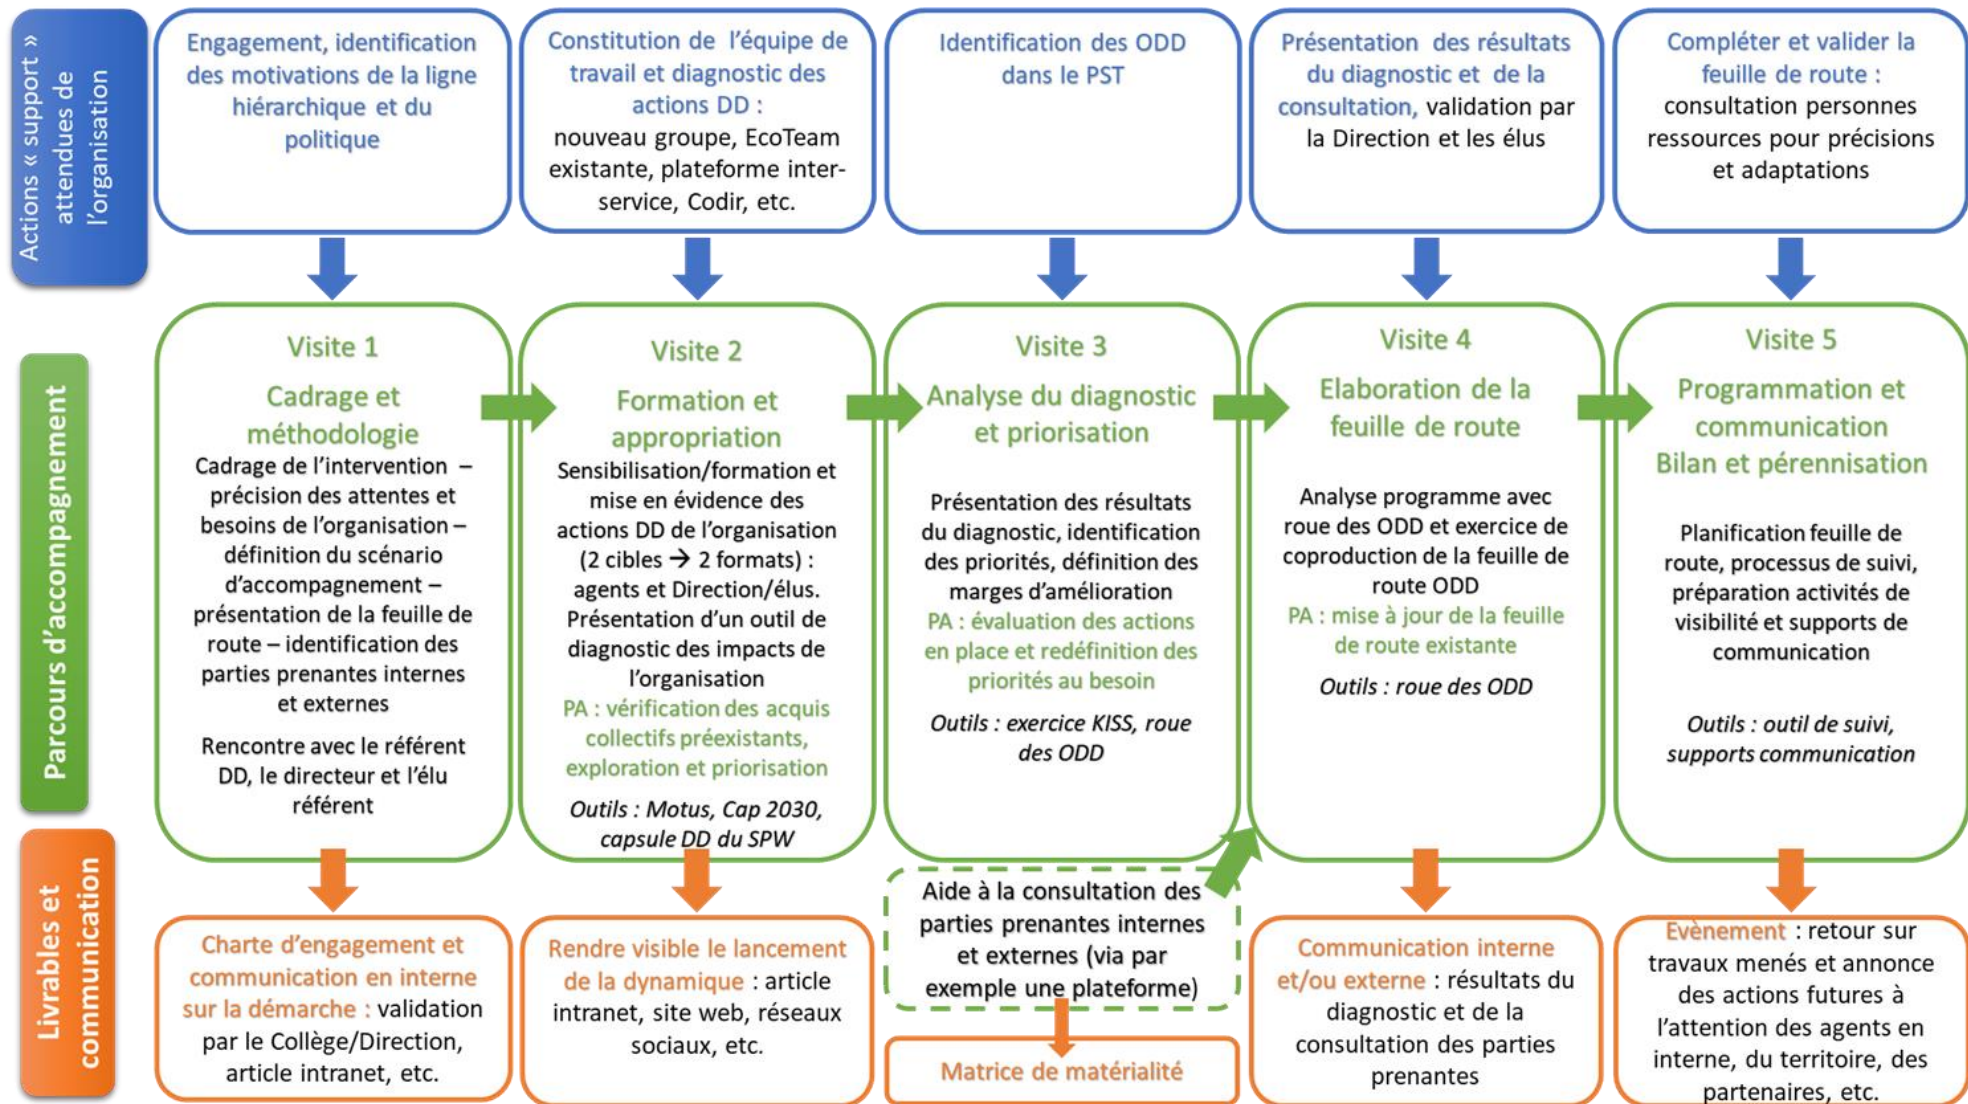 Actions « support »
attendues de
l'organisation
Engagement, identification
des motivations de la ligne
hiérarchique et du
politique
Constitution de l'équipe de
travail et diagnostic des
actions DD :
nouveau groupe, EcoTeam
existante, plateforme inter-
service, Codir, etc.
Identification des ODD
dans le PST
Présentation des résultats
du diagnostic et de la
consultation, validation par
la Direction et les élus
Compléter et valider la
feuille de route :
consultation personnes
ressources pour précisions
et adaptations
Parcours d'accompagnement
Visite 1
Cadrage et
méthodologie
Cadrage de l'intervention –
précision des attentes et
besoins de l'organisation –
définition du scénario
d'accompagnement –
présentation de la feuille de
route – identification des
parties prenantes internes
et externes
Rencontre avec le référent
DD, le directeur et l'élu
référent
Visite 2
Formation et
appropriation
Sensibilisation/formation et
mise en évidence des
actions DD de l'organisation
(2 cibles → 2 formats) :
agents et Direction/élus.
Présentation d'un outil de
diagnostic des impacts de
l'organisation
PA : vérification des acquis
collectifs préexistants,
exploration et priorisation
Outils : Motus, Cap 2030,
capsule DD du SPW
Visite 3
Analyse du diagnostic
et priorisation
Présentation des résultats
du diagnostic, identification
des priorités, définition des
marges d'amélioration
PA : évaluation des actions
en place et redéfinition des
priorités au besoin
Outils : exercice KISS, roue
des ODD
Visite 4
Elaboration de la
feuille de route
Analyse programme avec
roue des ODD et exercice de
coproduction de la feuille de
route ODD
PA : mise à jour de la feuille
de route existante
Outils : roue des ODD
Visite 5
Programmation et
communication
Bilan et pérennisation
Planification feuille de
route, processus de suivi,
préparation activités de
visibilité et supports de
communication
Outils : outil de suivi,
supports communication
Livrables et
communication
Charte d'engagement et
communication en interne
sur la démarche : validation
par le Collège/Direction,
article intranet, etc.
Rendre visible le lancement
de la dynamique : article
intranet, site web, réseaux
sociaux, etc.
Aide à la consultation des
parties prenantes internes
et externes (via par
exemple une plateforme)
Matrice de matérialité
Communication interne
et/ou externe : résultats du
diagnostic et de la
consultation des parties
prenantes
Evènement : retour sur
travaux menés et annonce
des actions futures à
l'attention des agents en
interne, du territoire, des
partenaires, etc.